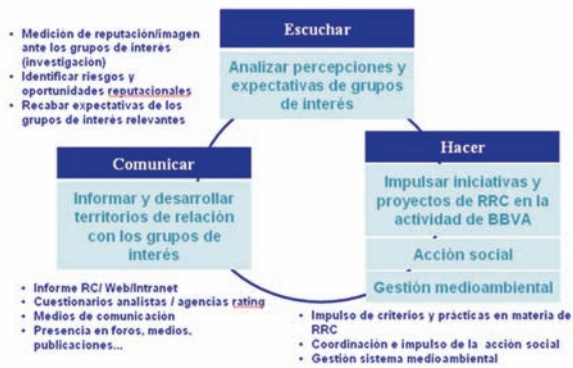 Escuchar
Analizar percepciones y
expectativas de grupos
de interés
• Medición de reputación/imagen
ante los grupos de interés
(investigación)
• Identificar riesgos y
oportunidades reputacionales
• Recabar expectativas de los
grupos de interés relevantes
Hacer
Impulsar iniciativas y
proyectos de RRC en la
actividad de BBVA
Acción social
Gestión medioambiental
• Impulso de criterios y prácticas en materia de
RRC
• Coordinación e impulso de la acción social
• Gestión sistema medioambiental
Comunicar
Informar y desarrollar
territorios de relación
con los grupos de
interés
• Informe RC/ Web/Intranet
• Cuestionarios analistas / agencias rating
• Medios de comunicación
• Presencia en foros, medios,
publicaciones...